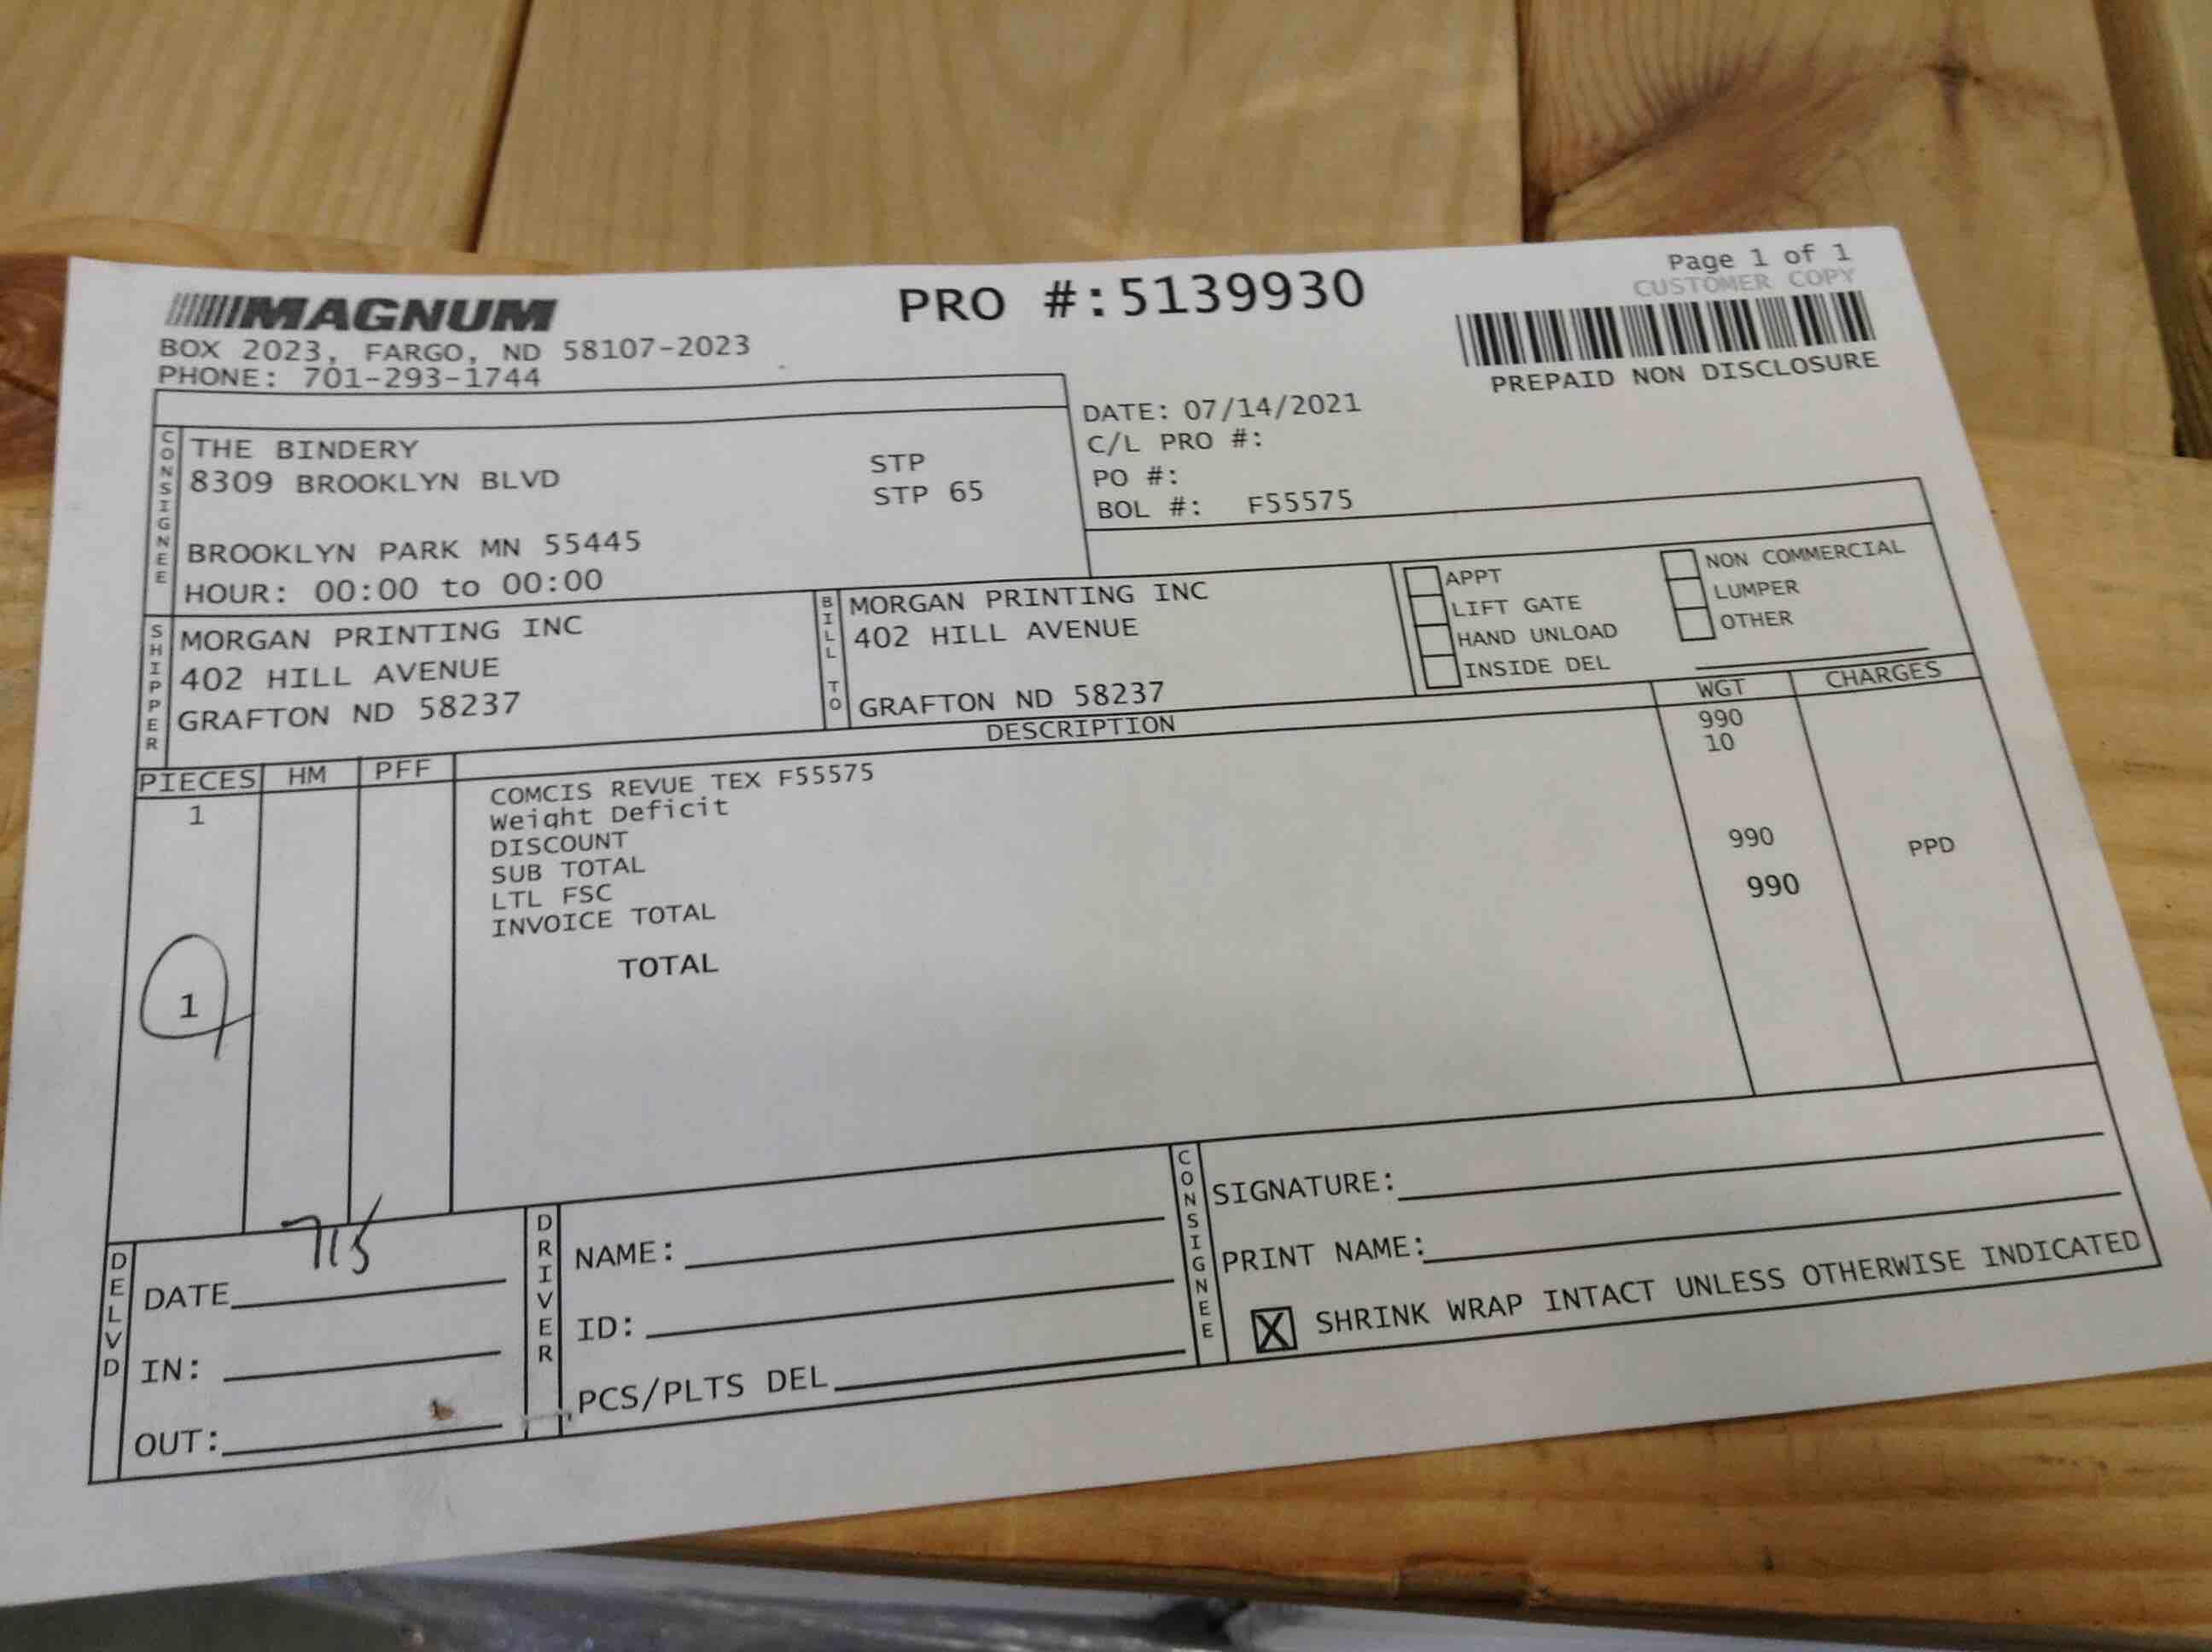 Page 1 of 1
CUSTOMER COPY
MAGNUM
PRO #:5139930
BOX 2023, FARGO, ND 58107-2023
PHONE: 701-293-1744
PREPAID NON DISCLOSURE
CONSIGNEE
THE BINDERY
8309 BROOKLYN BLVD
BROOKLYN PARK MN 55445
HOUR: 00:00 to 00:00
STP
STP 65
DATE: 07/14/2021
C/L PRO #:
PO #:
BOL #: F55575
SHIPPER
MORGAN PRINTING INC
402 HILL AVENUE
GRAFTON ND 58237
BILL TO
MORGAN PRINTING INC
402 HILL AVENUE
GRAFTON ND 58237
APPT
LIFT GATE
HAND UNLOAD
INSIDE DEL
NON COMMERCIAL
LUMPER
OTHER
PIECES HM PFF DESCRIPTION WGT CHARGES
1 COMCIS REVUE TEX F55575 990
Weight Deficit 10
DISCOUNT
SUB TOTAL
LTL FSC
INVOICE TOTAL 990 PPD
1 TOTAL 990
DELVD
DATE 715
IN:
OUT:
DRIVER
NAME:
ID:
PCS/PLTS DEL
CONSIGNEE
SIGNATURE:
PRINT NAME:
X SHRINK WRAP INTACT UNLESS OTHERWISE INDICATED